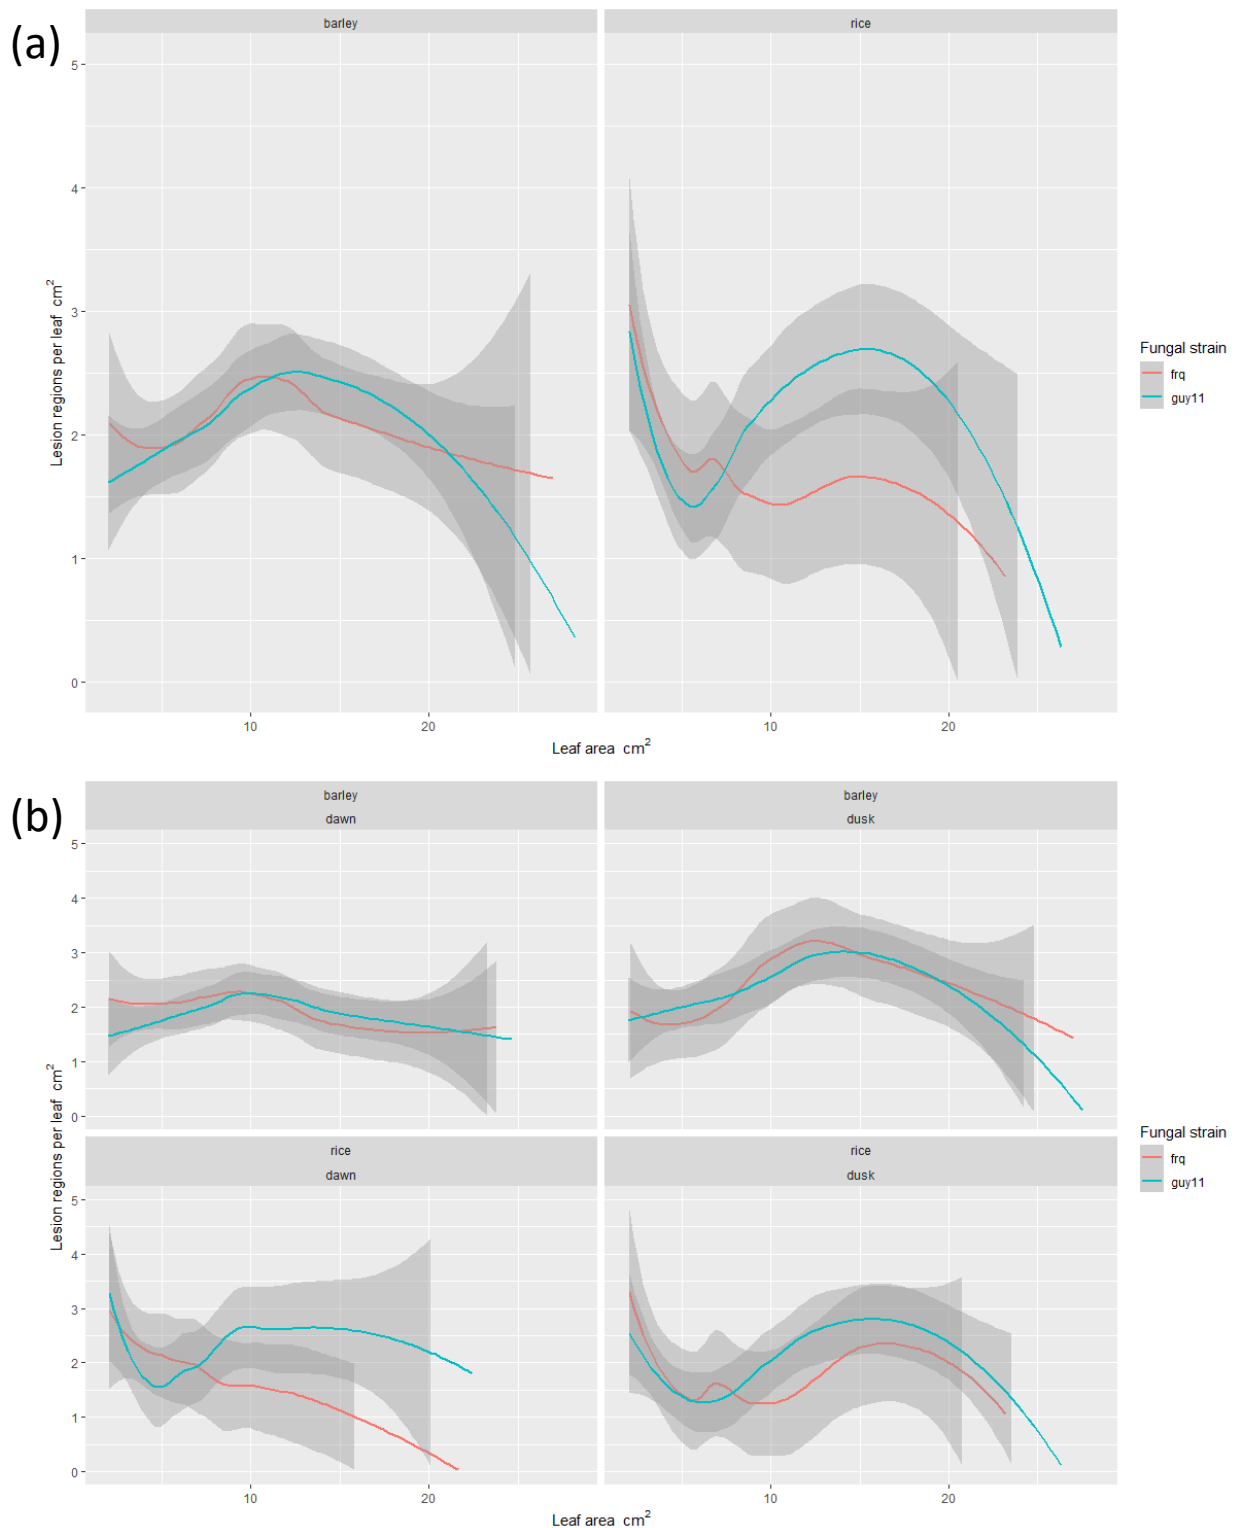 (a)
barley
rice
5
4
3
2
1
0
Lesion regions per leaf cm²
10
20
10
20
Leaf area cm²
Fungal strain
frq
guy11
(b)
barley
dawn
barley
dusk
5
4
3
2
1
0
rice
dawn
rice
dusk
5
4
3
2
1
0
Lesion regions per leaf cm²
10
20
10
20
Leaf area cm²
Fungal strain
frq
guy11